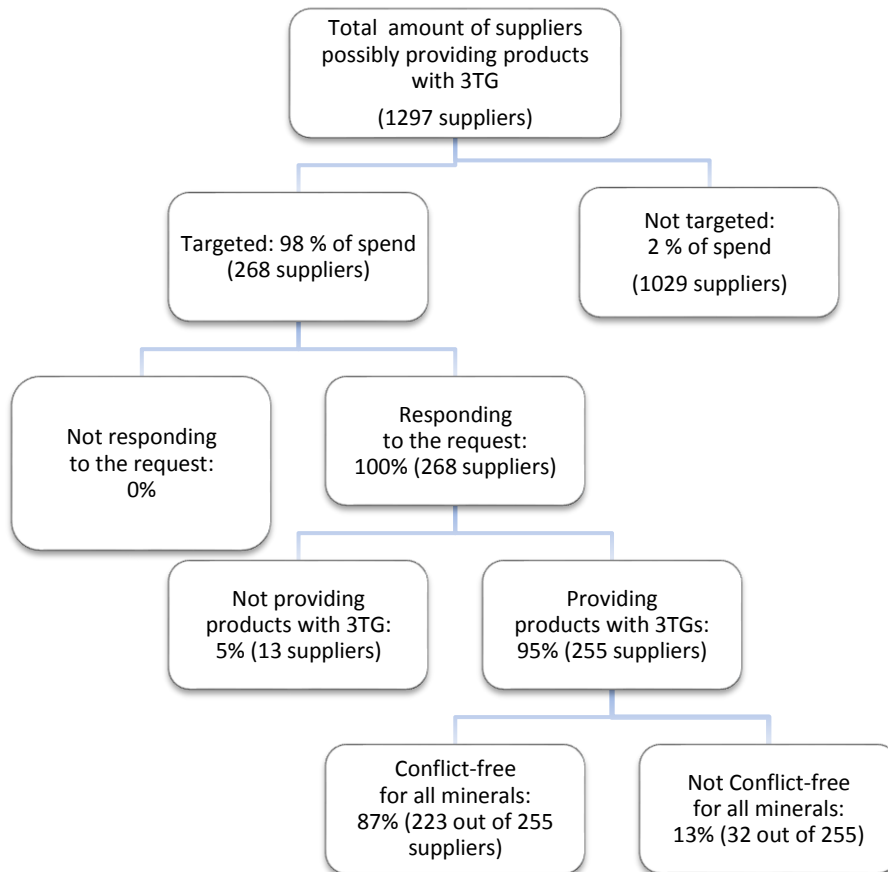 Total amount of suppliers
possibly providing products
with 3TG
(1297 suppliers)
Targeted: 98 % of spend
(268 suppliers)
Not targeted:
2 % of spend
(1029 suppliers)
Not responding
to the request:
0%
Responding
to the request:
100% (268 suppliers)
Not providing
products with 3TG:
5% (13 suppliers)
Providing
products with 3TGs:
95% (255 suppliers)
Conflict-free
for all minerals:
87% (223 out of 255
suppliers)
Not Conflict-free
for all minerals:
13% (32 out of 255)